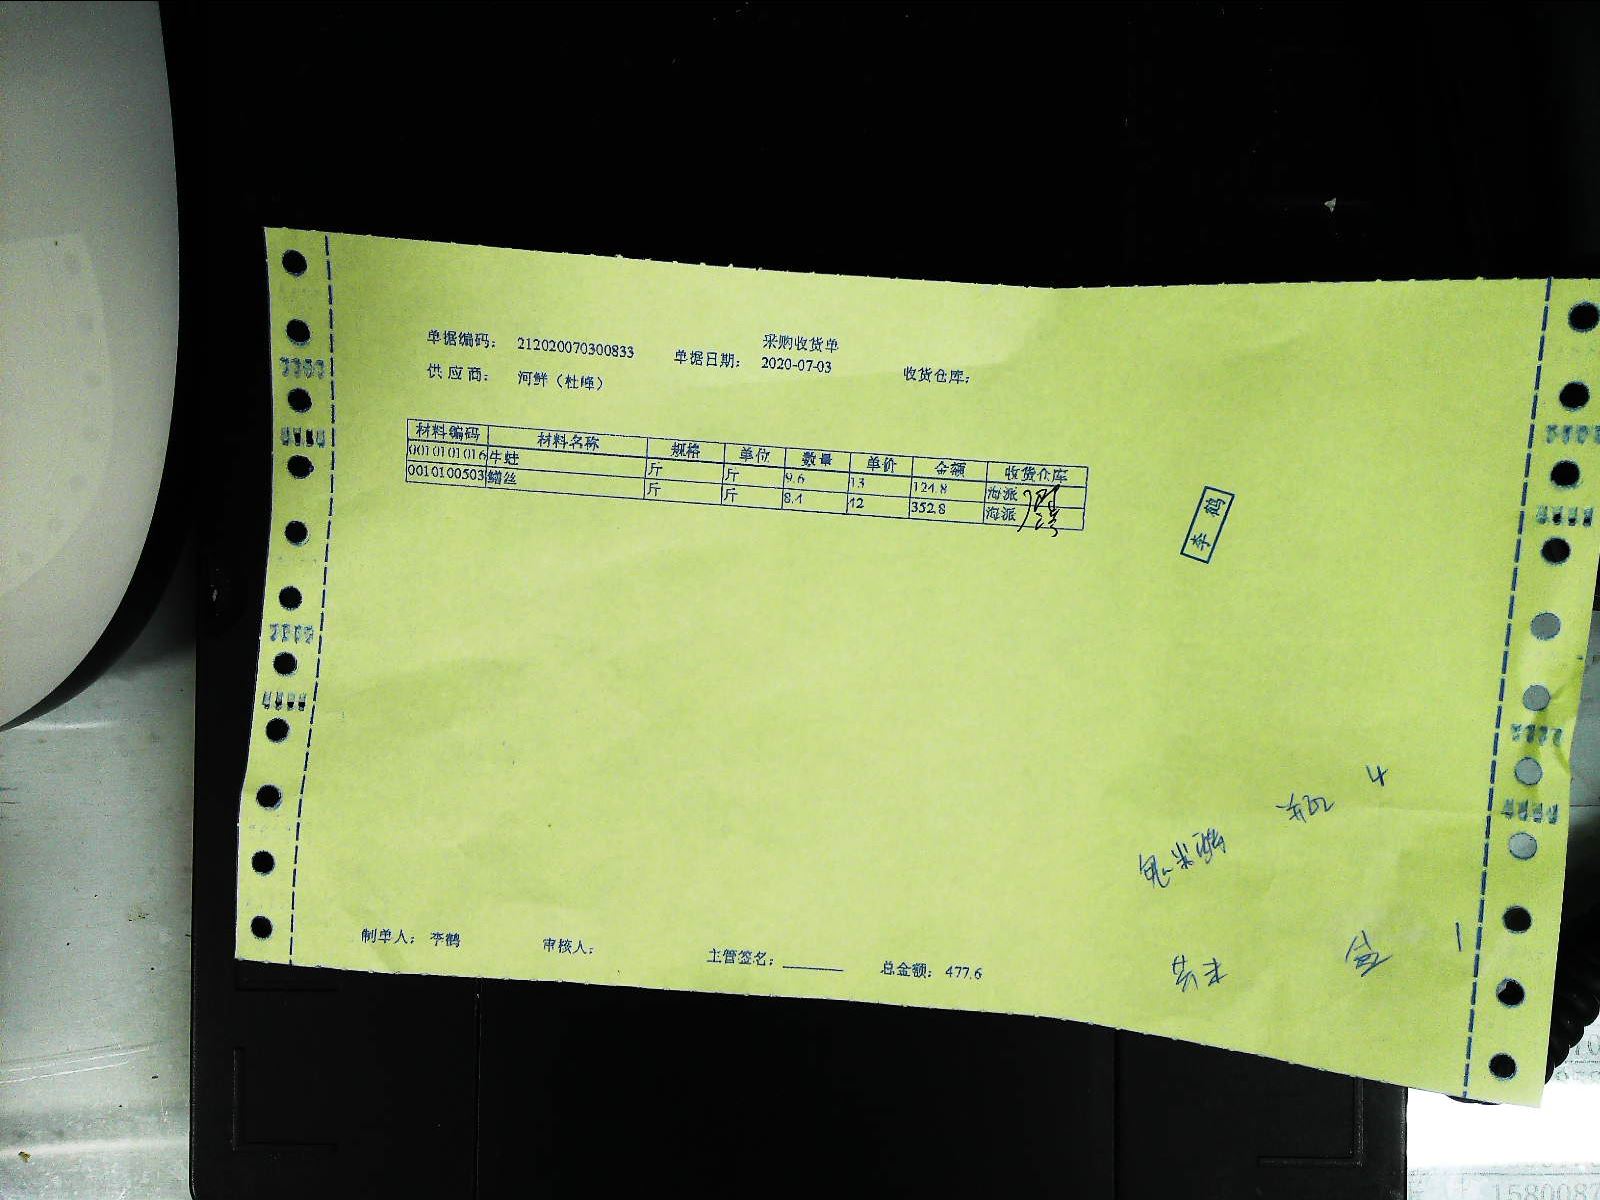 采购收货单
单据编码： 212020070300833 单据日期： 2020-07-03 收货仓库：
供应商： 河鲜（杜峰）
材料编码 材料名称 规格 单位 数量 单价 金额 收货仓库
0010101016 牛蛙 斤 斤 9.6 13 124.8 海派
0010100503 鳝丝 斤 斤 8.4 42 352.8 海派
李鹤
制单人： 李鹤 审核人： 主管签名： 总金额： 477.6
1580087